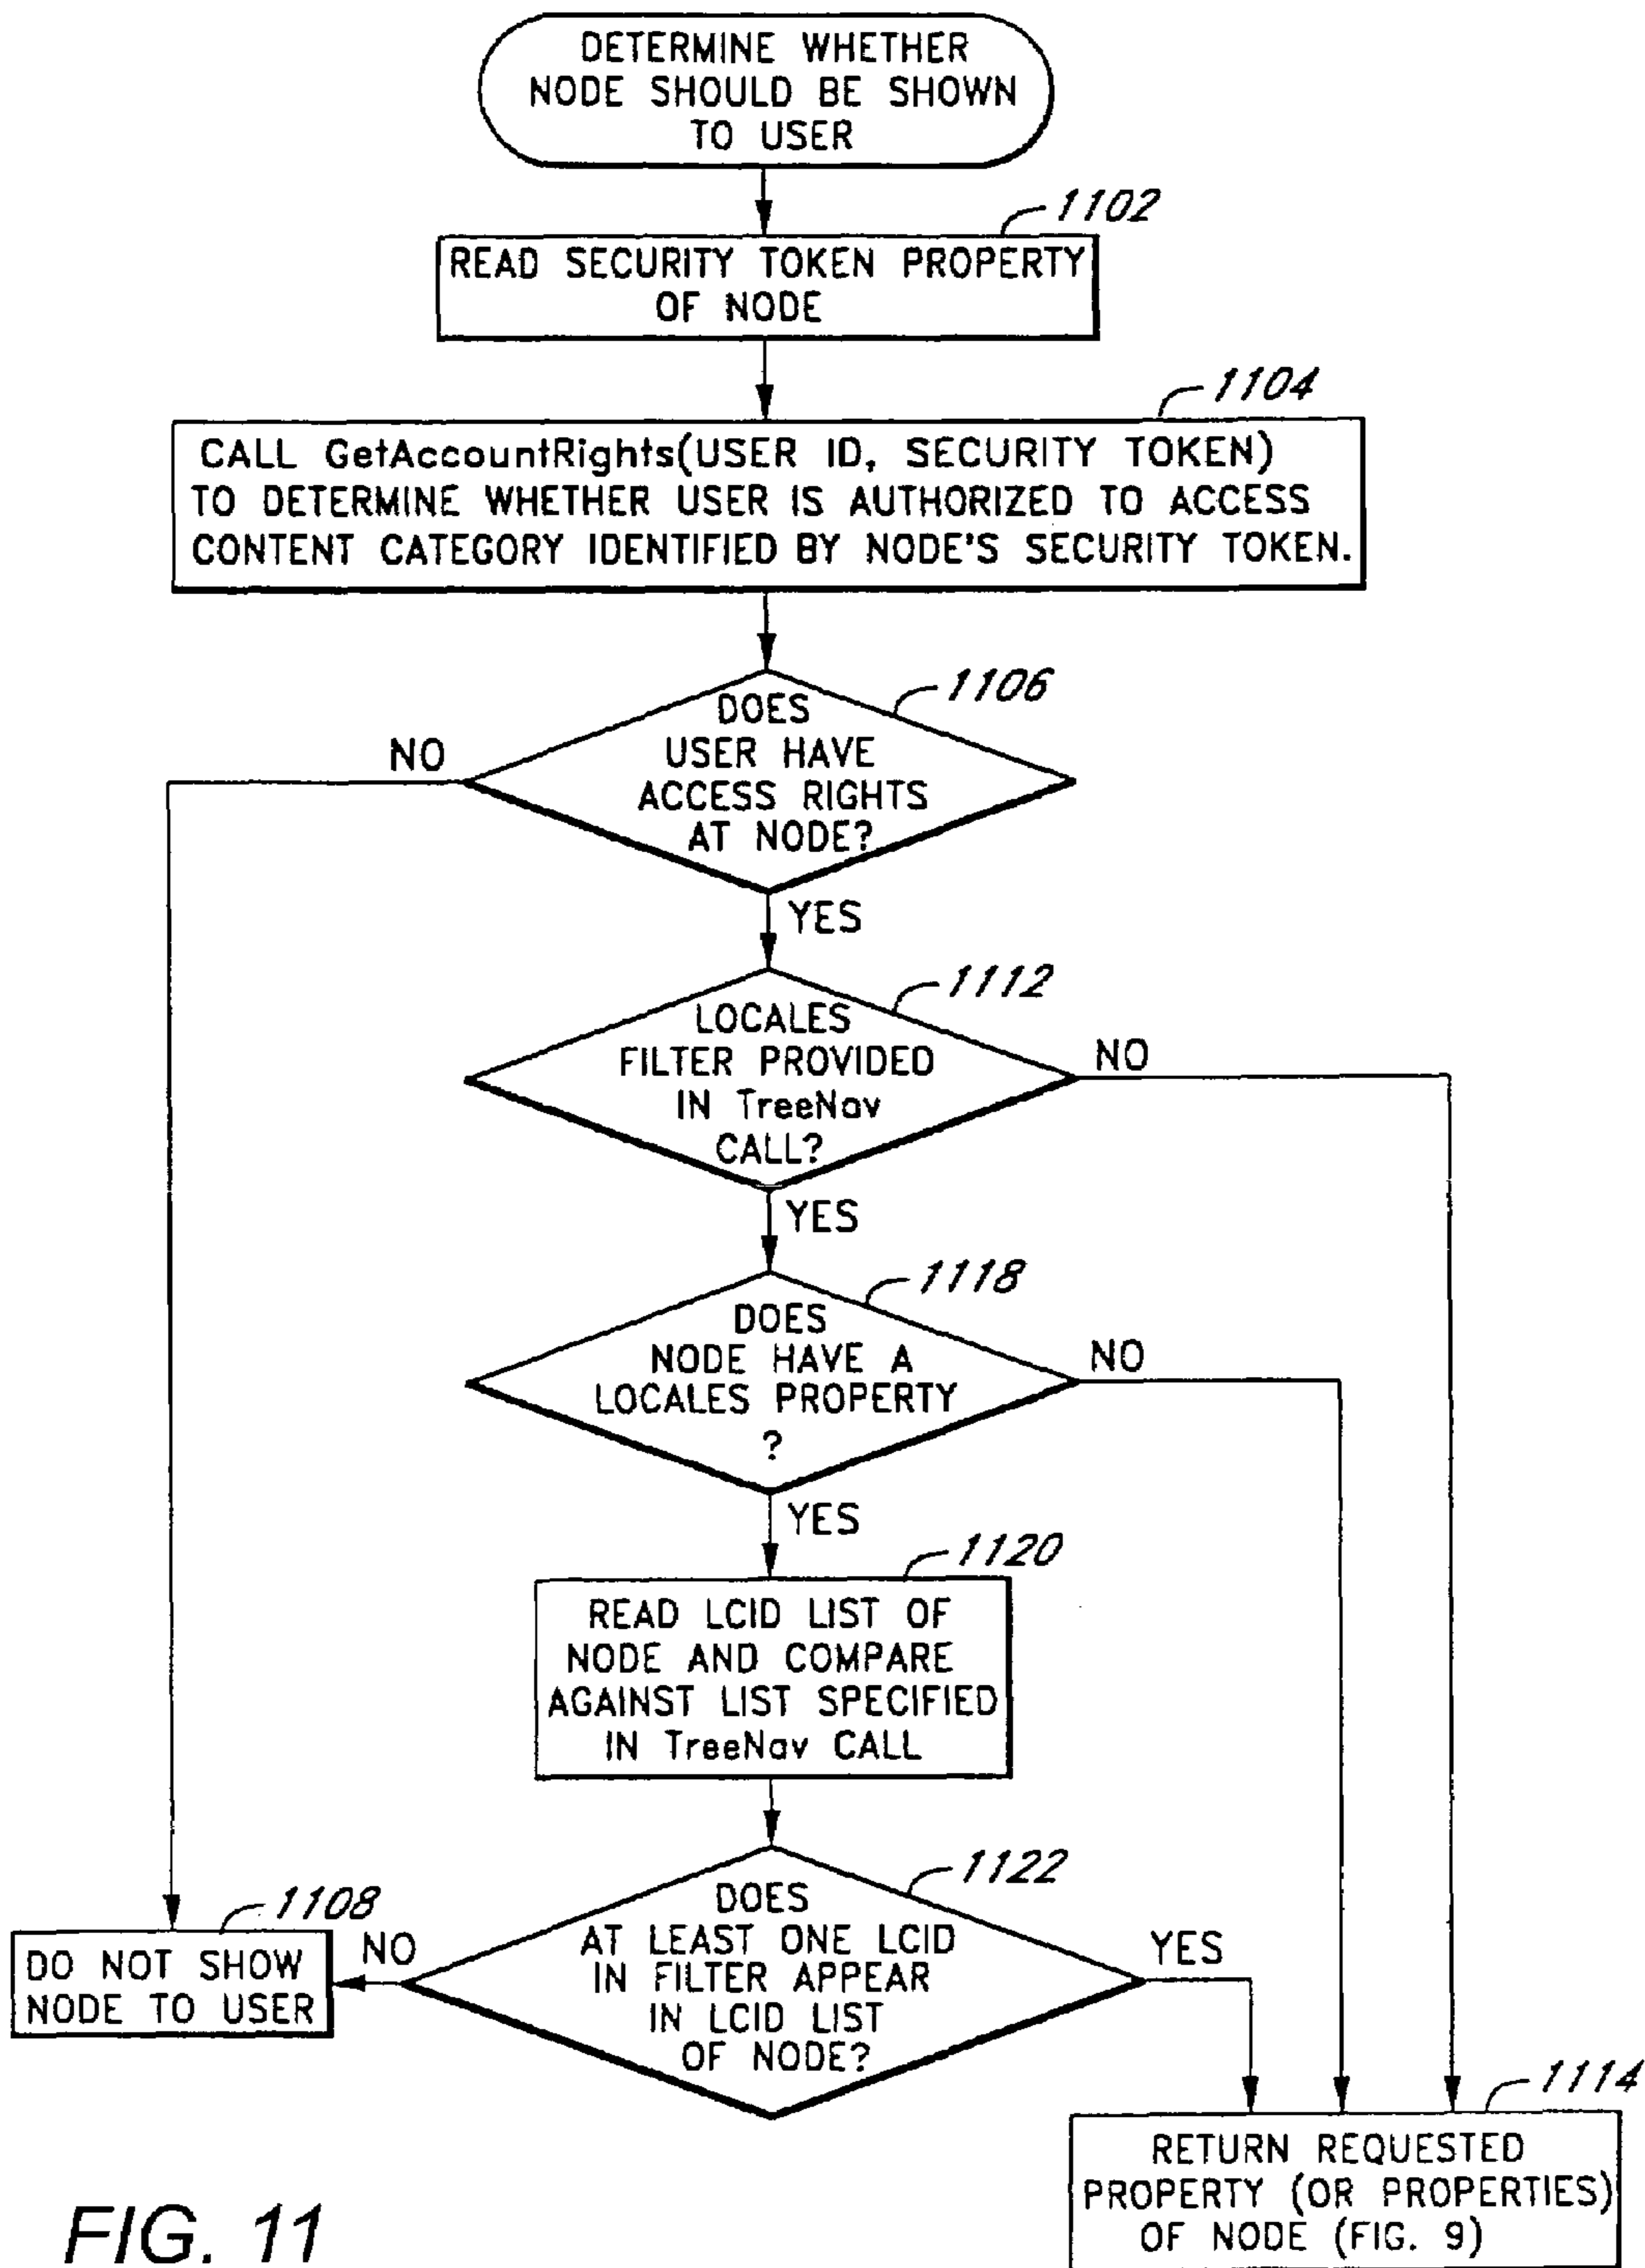 DETERMINE WHETHER
NODE SHOULD BE SHOWN
TO USER
1102
READ SECURITY TOKEN PROPERTY
OF NODE
1104
CALL GetAccountRights(USER ID, SECURITY TOKEN)
TO DETERMINE WHETHER USER IS AUTHORIZED TO ACCESS
CONTENT CATEGORY IDENTIFIED BY NODE'S SECURITY TOKEN.
1106
DOES
USER HAVE
ACCESS RIGHTS
AT NODE?
NO
YES
1112
LOCALES
FILTER PROVIDED
IN TreeNav
CALL?
NO
YES
1118
DOES
NODE HAVE A
LOCALES PROPERTY
?
NO
YES
1120
READ LCID LIST OF
NODE AND COMPARE
AGAINST LIST SPECIFIED
IN TreeNav CALL
1122
DOES
AT LEAST ONE LCID
IN FILTER APPEAR
IN LCID LIST
OF NODE?
NO
YES
1108
DO NOT SHOW
NODE TO USER
1114
RETURN REQUESTED
PROPERTY (OR PROPERTIES)
OF NODE (FIG. 9)
FIG. 11